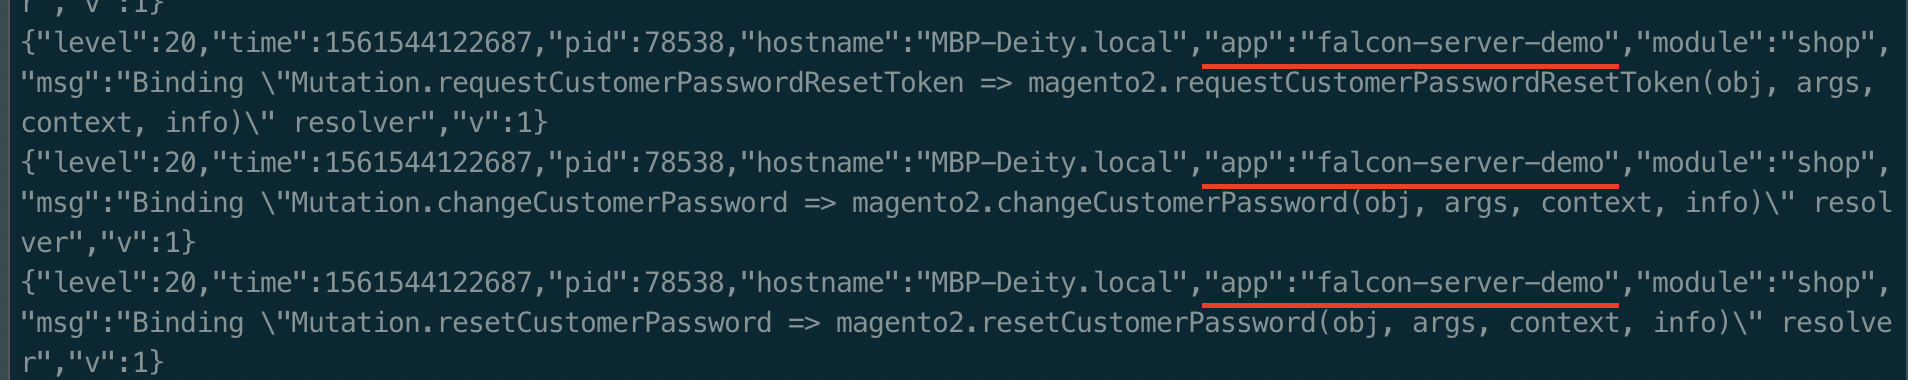 r","v":1}
{"level":20,"time":1561544122687,"pid":78538,"hostname":"MBP-Deity.local","app":"falcon-server-demo","module":"shop",
"msg":"Binding \"Mutation.requestCustomerPasswordResetToken => magento2.requestCustomerPasswordResetToken(obj, args,
context, info)\" resolver","v":1}
{"level":20,"time":1561544122687,"pid":78538,"hostname":"MBP-Deity.local","app":"falcon-server-demo","module":"shop",
"msg":"Binding \"Mutation.changeCustomerPassword => magento2.changeCustomerPassword(obj, args, context, info)\" resol
ver","v":1}
{"level":20,"time":1561544122687,"pid":78538,"hostname":"MBP-Deity.local","app":"falcon-server-demo","module":"shop",
"msg":"Binding \"Mutation.resetCustomerPassword => magento2.resetCustomerPassword(obj, args, context, info)\" resolve
r","v":1}